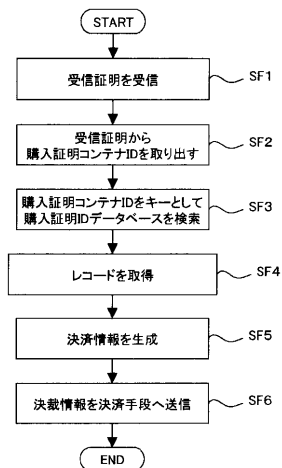 START
受信証明を受信
SF1
受信証明から
購入証明コンテナIDを取り出す
SF2
購入証明コンテナIDをキーとして
購入証明IDデータベースを検索
SF3
レコードを取得
SF4
決済情報を生成
SF5
決裁情報を決済手段へ送信
SF6
END